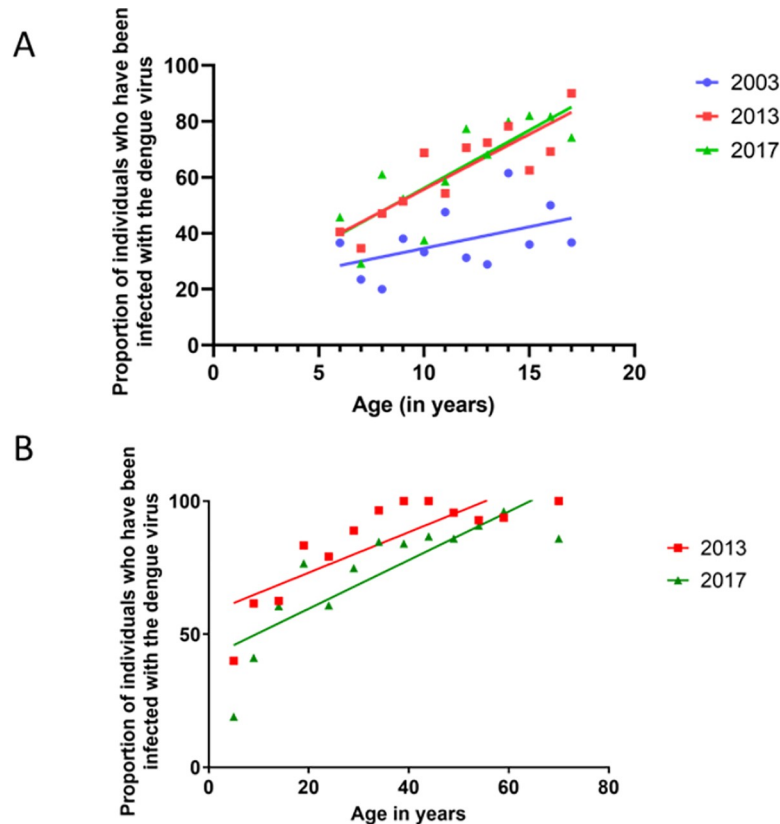 A
Proportion of individuals who have been
infected with the dengue virus
100
80
60
40
20
0
0 5 10 15 20
Age (in years)
2003
2013
2017
B
Proportion of individuals who have been
infected with the dengue virus
100
50
0
0 20 40 60 80
Age in years
2013
2017